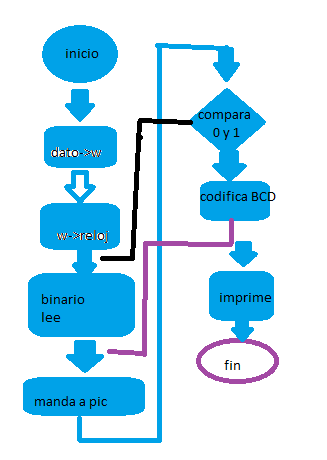 inicio
dato->w
w->reloj
binario
lee
manda a pic
compara
0 y 1
codifica BCD
imprime
fin